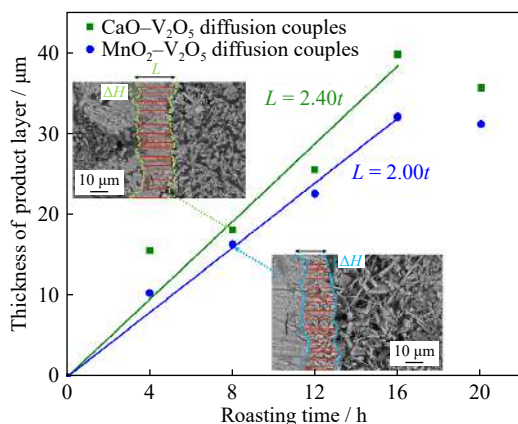 CaO–V2O5 diffusion couples
MnO2–V2O5 diffusion couples
L
ΔH
10 μm
L = 2.40t
L = 2.00t
ΔH
10 μm
40
30
20
10
0
0 4 8 12 16 20
Thickness of product layer / μm
Roasting time / h